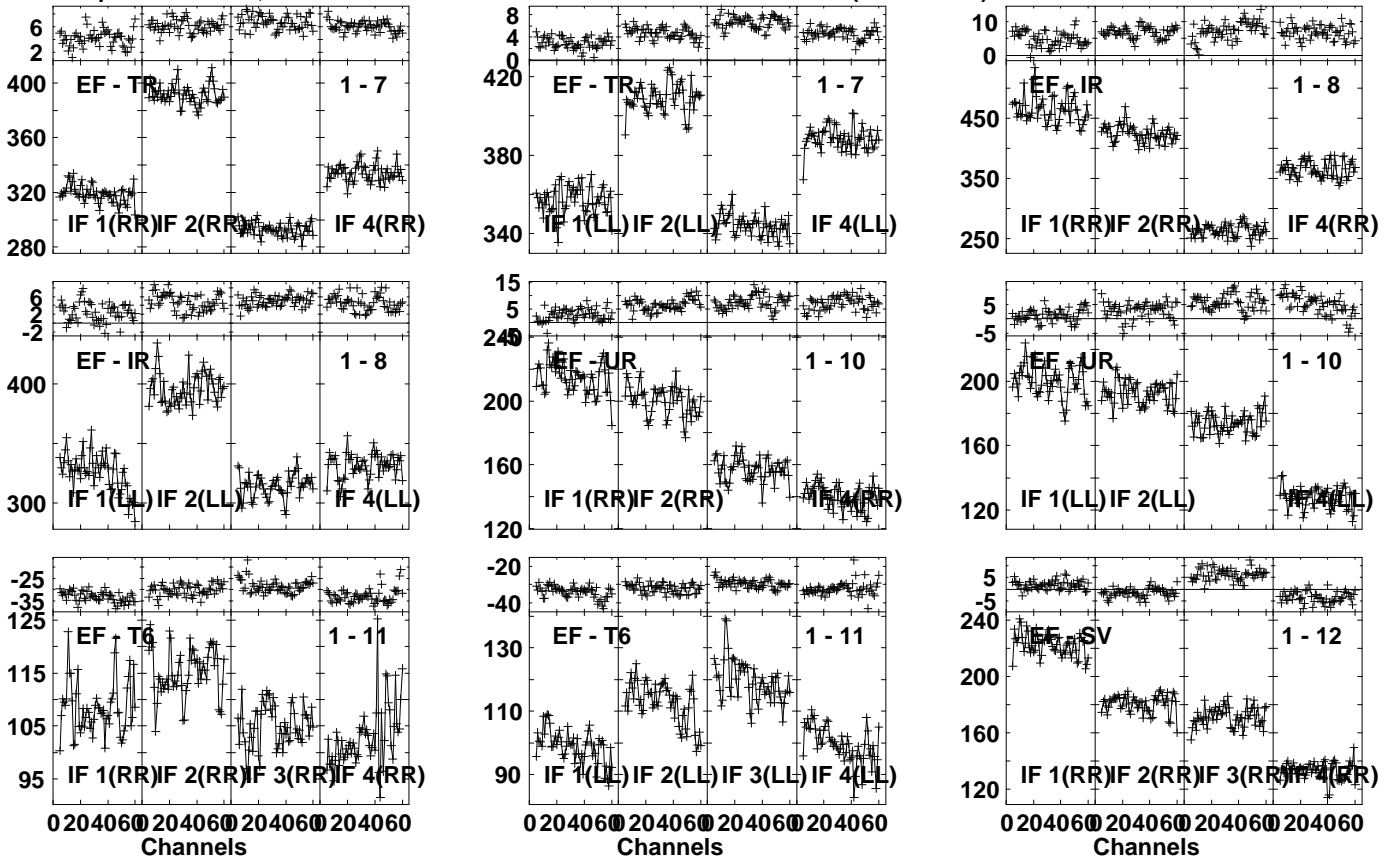 6
2
8
4
0
10
0
400
360
320
280
EF - TR
1 - 7
IF 1(RR)
IF 2(RR)
IF 4(RR)
420
380
340
EF - TR
1 - 7
IF 1(LL)
IF 2(LL)
IF 4(LL)
450
350
250
EF - IR
1 - 8
IF 1(RR)
IF 2(RR)
IF 4(RR)
6
2
-2
15
5
5
-5
400
300
EF - IR
1 - 8
IF 1(LL)
IF 2(LL)
IF 4(LL)
240
200
160
120
EF - UR
1 - 10
IF 1(RR)
IF 2(RR)
IF 4(RR)
200
160
120
EF - UR
1 - 10
IF 1(LL)
IF 2(LL)
IF 4(LL)
-25
-35
-20
-40
5
-5
125
115
105
95
EF - T6
1 - 11
IF 1(RR)
IF 2(RR)
IF 3(RR)
IF 4(RR)
130
110
90
EF - T6
1 - 11
IF 1(LL)
IF 2(LL)
IF 3(LL)
IF 4(LL)
240
200
160
120
EF - SV
1 - 12
IF 1(RR)
IF 2(RR)
IF 3(RR)
IF 4(RR)
0 20 40 60 0 20 40 60 0 20 40 60 0 20 40 60
Channels
0 20 40 60 0 20 40 60 0 20 40 60 0 20 40 60
Channels
0 20 40 60 0 20 40 60 0 20 40 60 0 20 40 60
Channels